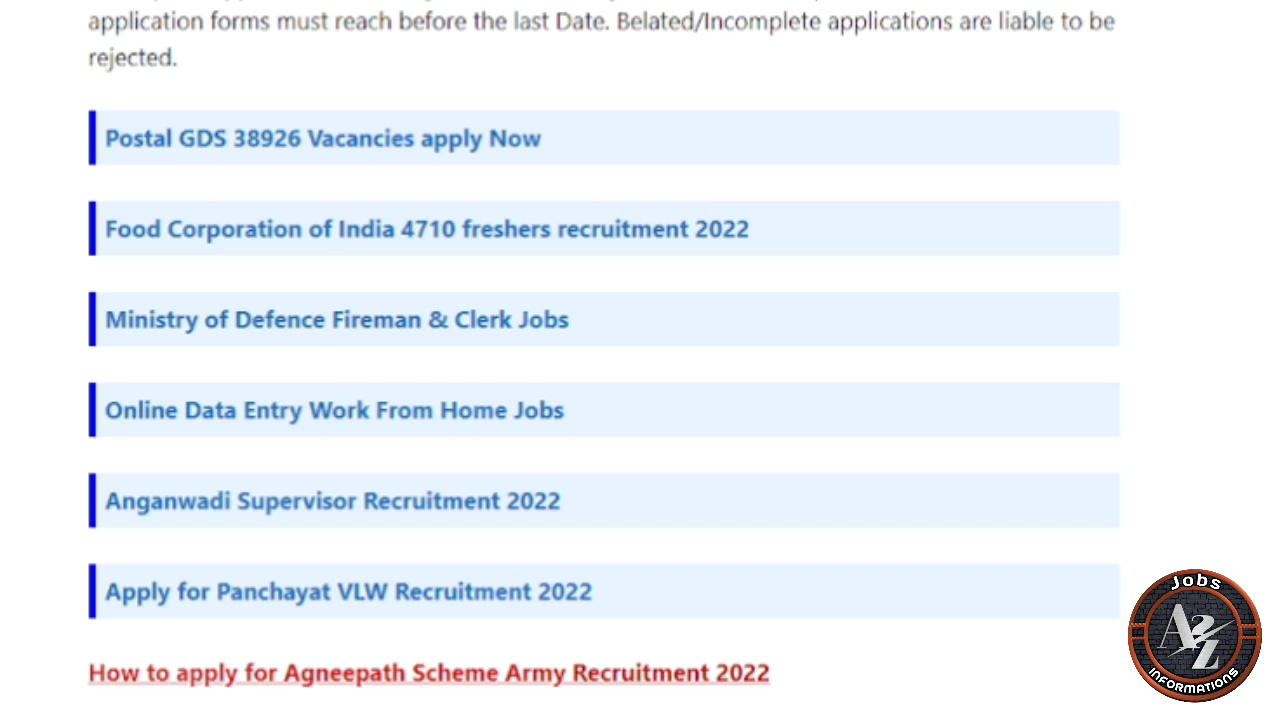 application forms must reach before the last Date. Belated/Incomplete applications are liable to be
rejected.
Postal GDS 38926 Vacancies apply Now
Food Corporation of India 4710 freshers recruitment 2022
Ministry of Defence Fireman & Clerk Jobs
Online Data Entry Work From Home Jobs
Anganwadi Supervisor Recruitment 2022
Apply for Panchayat VLW Recruitment 2022
How to apply for Agneepath Scheme Army Recruitment 2022
Jobs
A2Z
INFORMATIONS